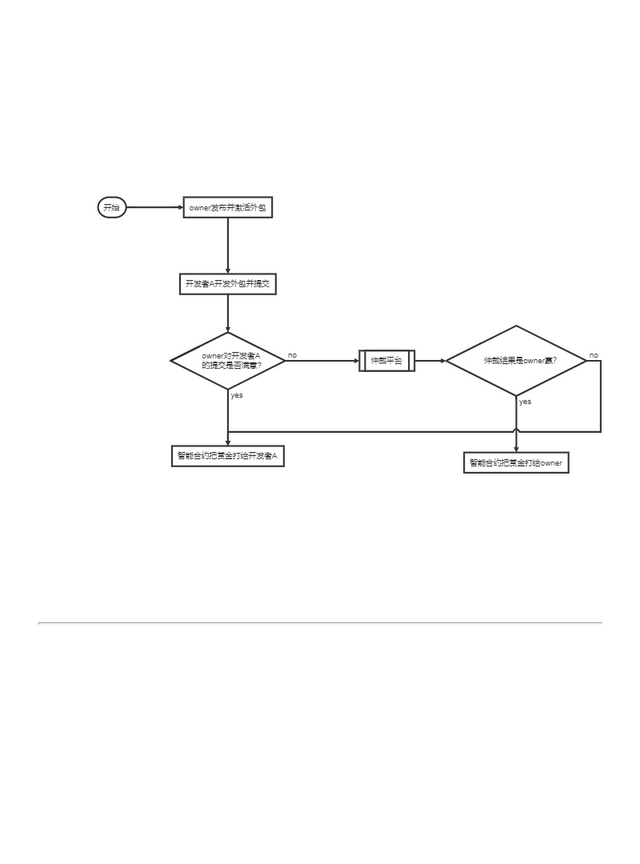 开始
owner发布并激活外包
开发者A开发外包并提交
owner对开发者A
的提交是否满意?
no
仲裁平台
仲裁结果是owner赢?
no
yes
yes
智能合约把赏金打给开发者A
智能合约把赏金打给owner